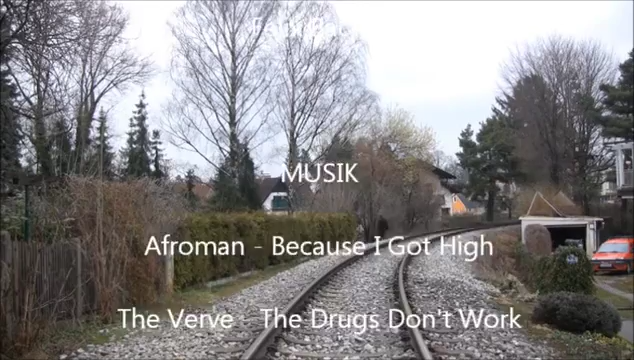 MUSIK
Afroman - Because I Got High
The Verve - The Drugs Don't Work